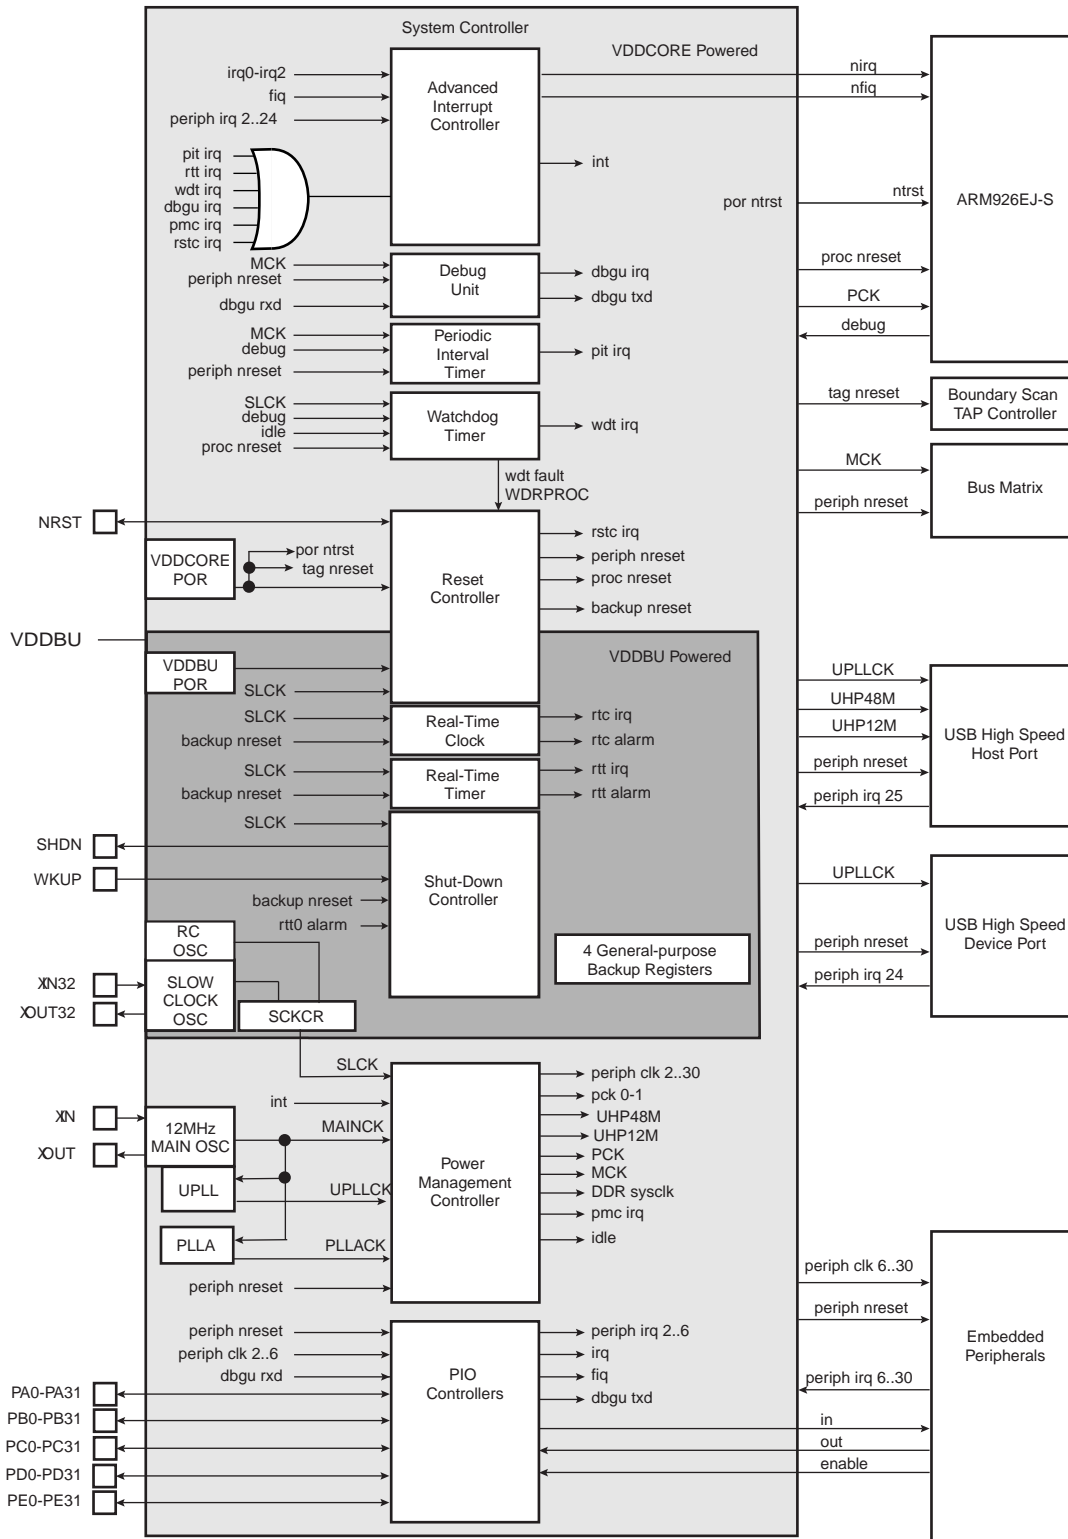 System Controller
VDDCORE Powered
irq0-irq2
fiq
periph irq 2..24
pit irq
rtt irq
wdt irq
dbgu irq
pmc irq
rstc irq
Advanced
Interrupt
Controller
int
nirq
nfiq
por ntrst
ntrst
ARM926EJ-S
proc nreset
PCK
debug
MCK
periph nreset
dbgu rxd
Debug
Unit
dbgu irq
dbgu txd
MCK
debug
periph nreset
Periodic
Interval
Timer
pit irq
SLCK
debug
idle
proc nreset
Watchdog
Timer
wdt irq
wdt fault
WDRPROC
tag nreset
Boundary Scan
TAP Controller
MCK
periph nreset
Bus Matrix
NRST
VDDCORE
POR
por ntrst
tag nreset
Reset
Controller
rstc irq
periph nreset
proc nreset
backup nreset
VDDBU
VDDBU Powered
VDDBU
POR
SLCK
SLCK
backup nreset
Real-Time
Clock
rtc irq
rtc alarm
SLCK
backup nreset
Real-Time
Timer
rtt irq
rtt alarm
SLCK
SHDN
WKUP
backup nreset
rtt0 alarm
Shut-Down
Controller
4 General-purpose
Backup Registers
RC
OSC
XIN32
XOUT32
SLOW
CLOCK
OSC
SCKCR
UPLLCK
UHP48M
UHP12M
periph nreset
periph irq 25
USB High Speed
Host Port
UPLLCK
periph nreset
periph irq 24
USB High Speed
Device Port
SLCK
int
XIN
XOUT
12MHz
MAIN OSC
MAINCK
UPLL
UPLLCK
PLLA
PLLACK
periph nreset
Power
Management
Controller
periph clk 2..30
pck 0-1
UHP48M
UHP12M
PCK
MCK
DDR sysclk
pmc irq
idle
periph nreset
periph clk 2..6
dbgu rxd
PA0-PA31
PB0-PB31
PC0-PC31
PD0-PD31
PE0-PE31
PIO
Controllers
periph irq 2..6
irq
fiq
dbgu txd
periph clk 6..30
periph nreset
periph irq 6..30
in
out
enable
Embedded
Peripherals